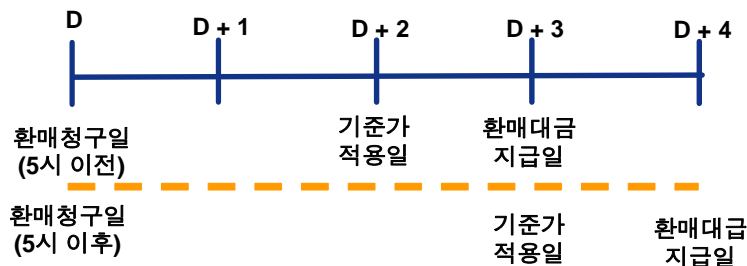 D
D + 1
D + 2
D + 3
D + 4
환매청구일
(5시 이전)
기준가
적용일
환매대금
지급일
환매청구일
(5시 이후)
기준가
적용일
환매대급
지급일